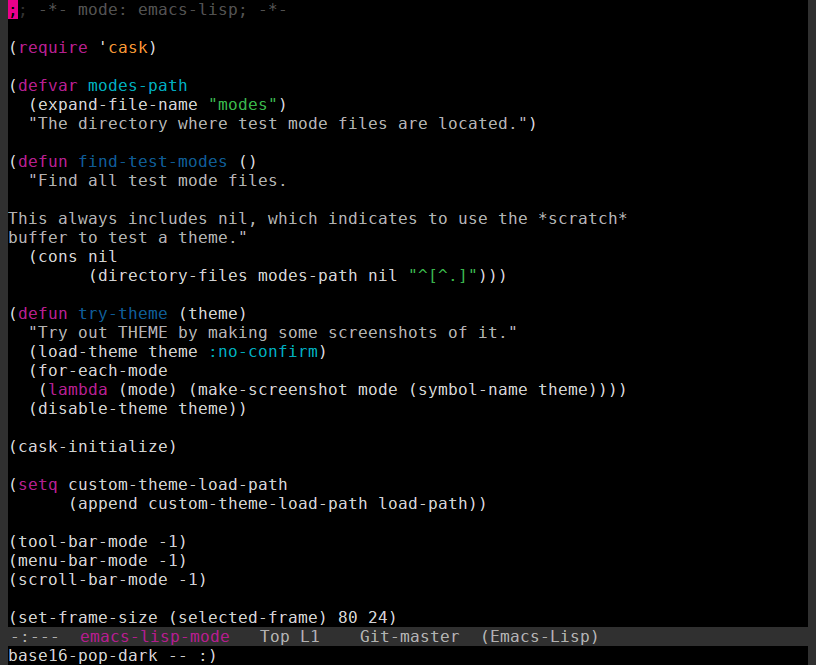 ;; -*- mode: emacs-lisp; -*-

(require 'cask)

(defvar modes-path
  (expand-file-name "modes")
  "The directory where test mode files are located.")

(defun find-test-modes ()
  "Find all test mode files.

This always includes nil, which indicates to use the *scratch*
buffer to test a theme."
  (cons nil
        (directory-files modes-path nil "^[^.]")))

(defun try-theme (theme)
  "Try out THEME by making some screenshots of it."
  (load-theme theme :no-confirm)
  (for-each-mode
   (lambda (mode) (make-screenshot mode (symbol-name theme))))
  (disable-theme theme))

(cask-initialize)

(setq custom-theme-load-path
      (append custom-theme-load-path load-path))

(tool-bar-mode -1)
(menu-bar-mode -1)
(scroll-bar-mode -1)

(set-frame-size (selected-frame) 80 24)
-:---  emacs-lisp-mode   Top L1    Git-master  (Emacs-Lisp)
base16-pop-dark -- :)